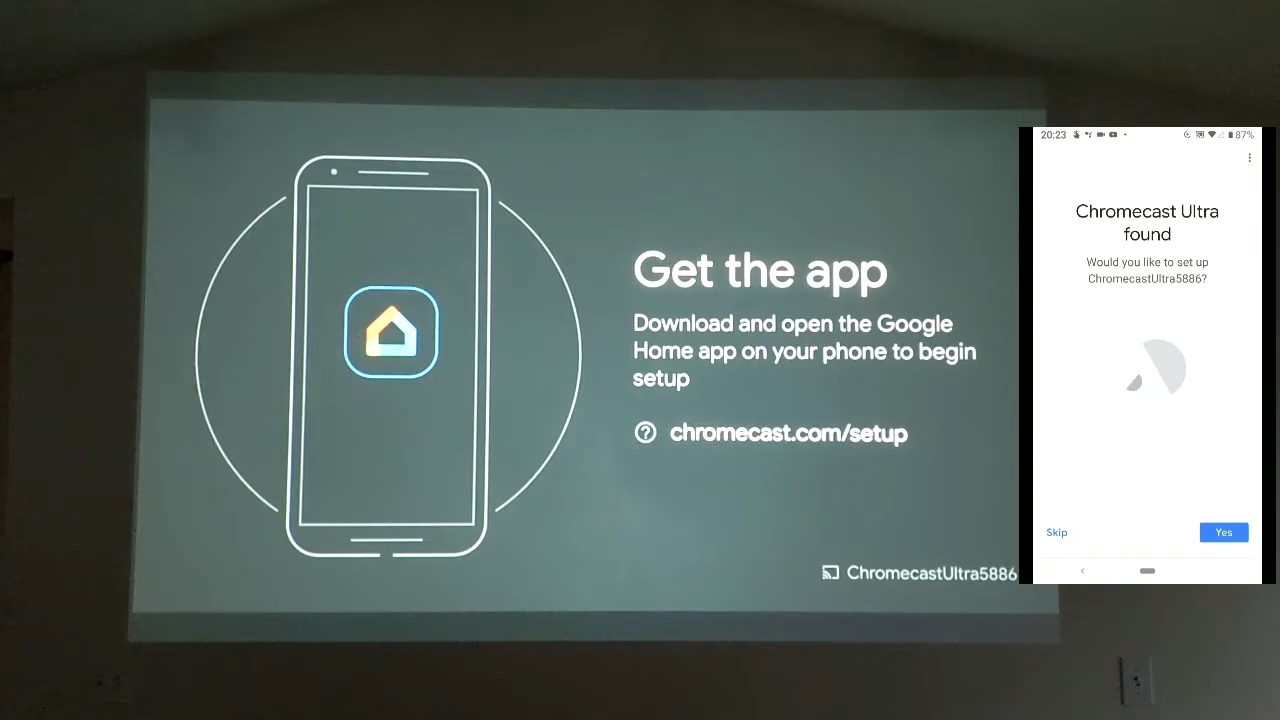 Get the app
Download and open the Google
Home app on your phone to begin
setup
chromecast.com/setup
ChromecastUltra5886
20:23
87%
Chromecast Ultra
found
Would you like to set up
ChromecastUltra5886?
Skip
Yes